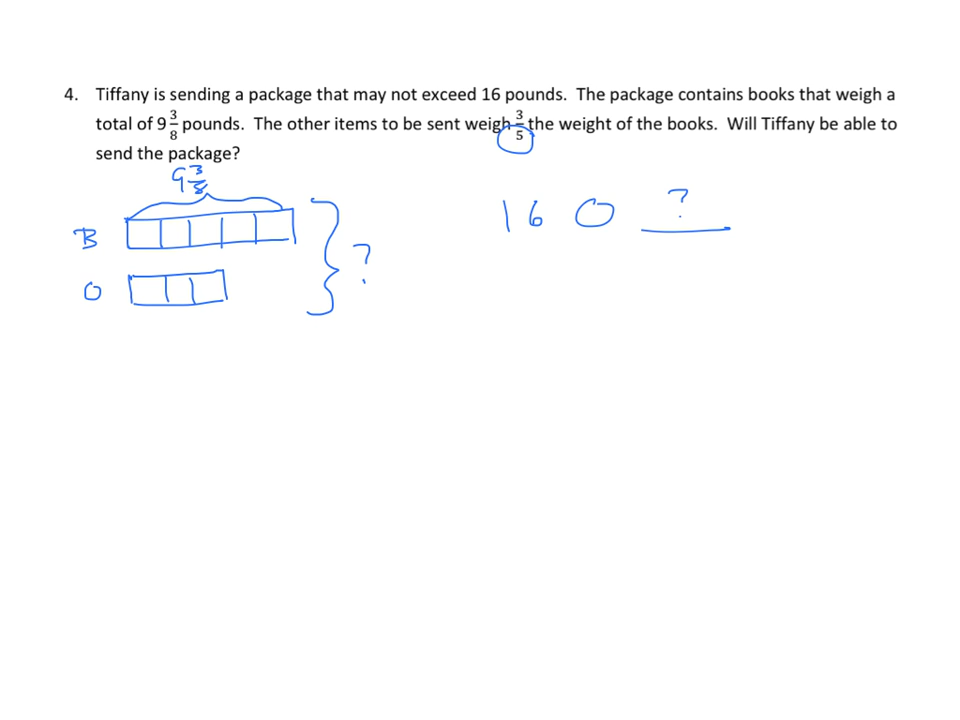 4. Tiffany is sending a package that may not exceed 16 pounds. The package contains books that weigh a
total of 9 3/8 pounds. The other items to be sent weigh 3/5 the weight of the books. Will Tiffany be able to
send the package?
9 3/8
B
O
?
16 ○ ?